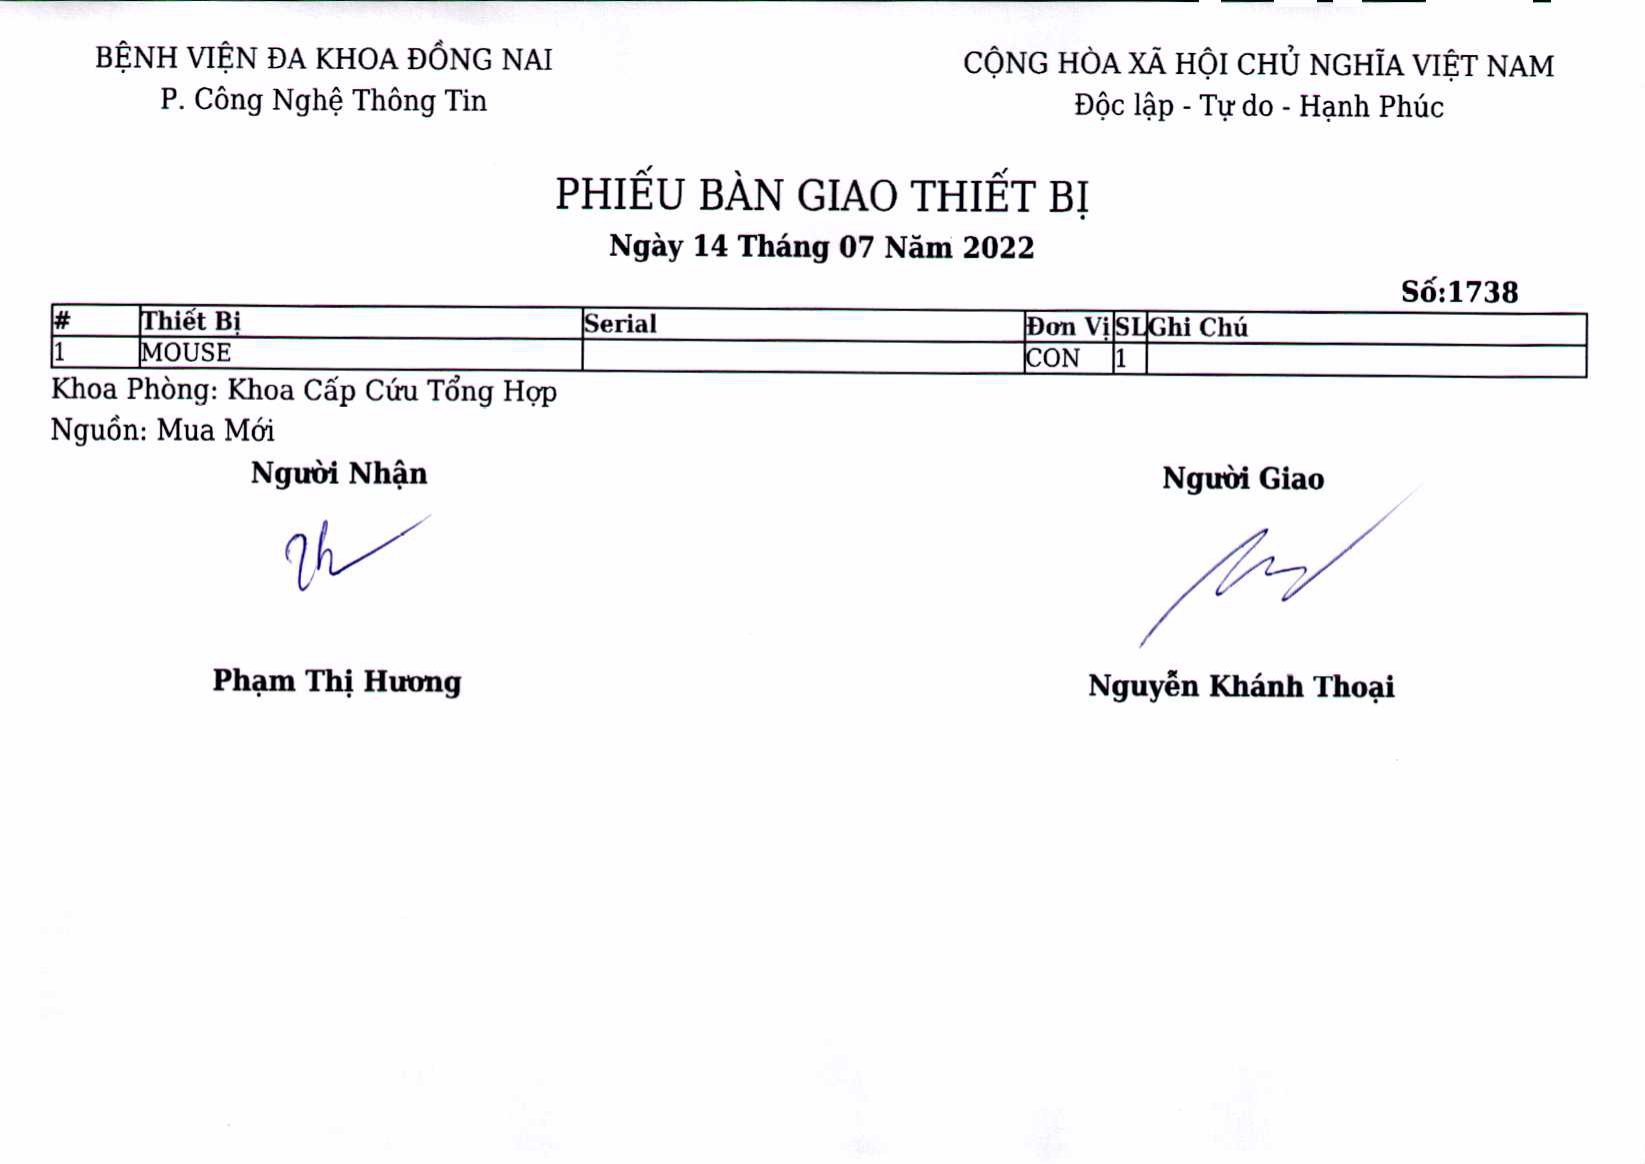 BỆNH VIỆN ĐA KHOA ĐỒNG NAI
P. Công Nghệ Thông Tin
CỘNG HÒA XÃ HỘI CHỦ NGHĨA VIỆT NAM
Độc lập - Tự do - Hạnh Phúc
PHIẾU BÀN GIAO THIẾT BỊ
Ngày 14 Tháng 07 Năm 2022
Số:1738
# Thiết Bị Serial Đơn Vị SL Ghi Chú
1 MOUSE CON 1
Khoa Phòng: Khoa Cấp Cứu Tổng Hợp
Nguồn: Mua Mới
Người Nhận Người Giao
Phạm Thị Hương Nguyễn Khánh Thoại